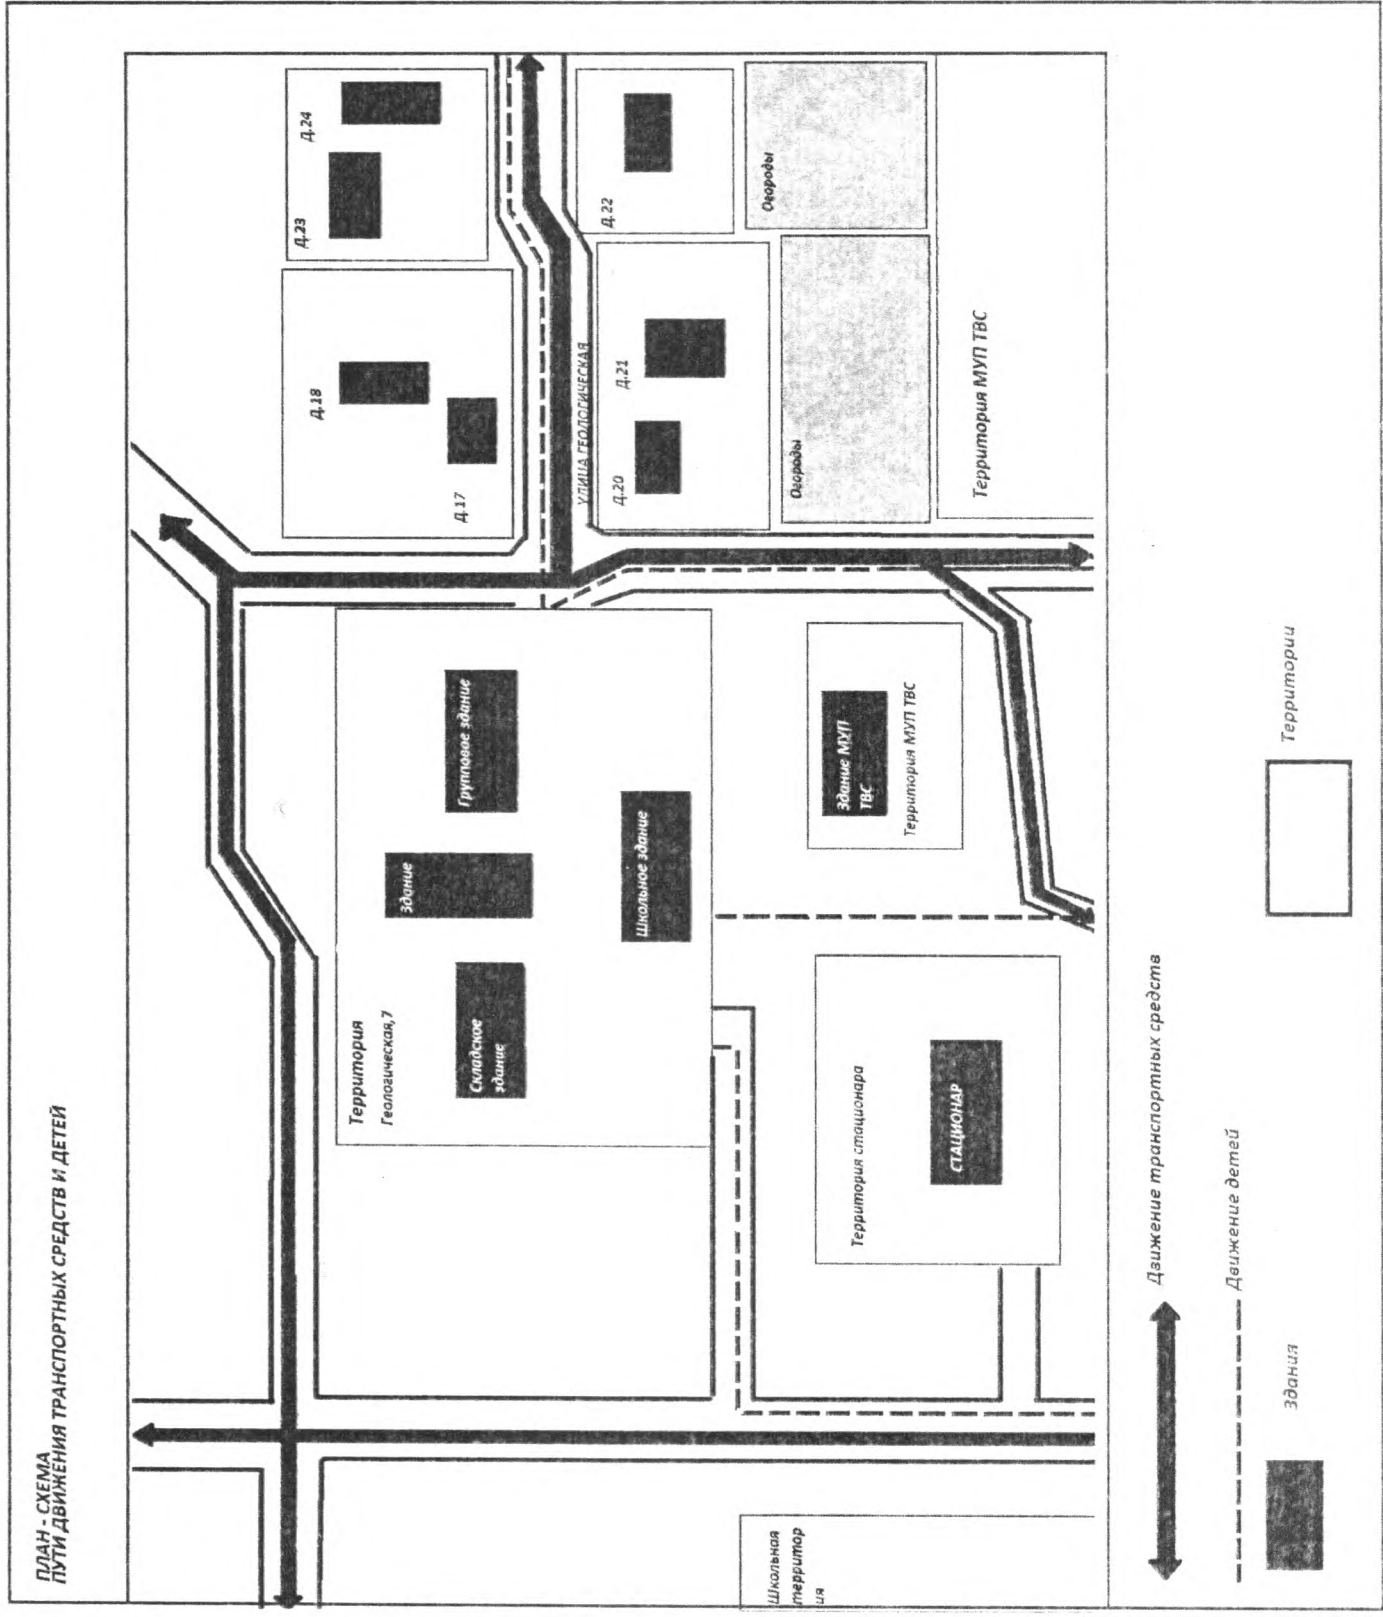 ПЛАН - СХЕМА
ПУТИ ДВИЖЕНИЯ ТРАНСПОРТНЫХ СРЕДСТВ И ДЕТЕЙ
Д.23
Д.24
Д.18
Д.17
УЛИЦА ГЕОЛОГИЧЕСКАЯ
Д.22
Д.20
Д.21
Огороды
Огороды
Территория МУП ТВС
Территория
Геологическая,7
Складское
здание
Здание
Групповое здание
Школьное здание
Здание МУП
ТВС
Территрория МУП ТВС
Территория стационара
СТАЦИОНАР
Школьная
территор
ия
Движение транспортных средств
Движение детей
Здания
Территории